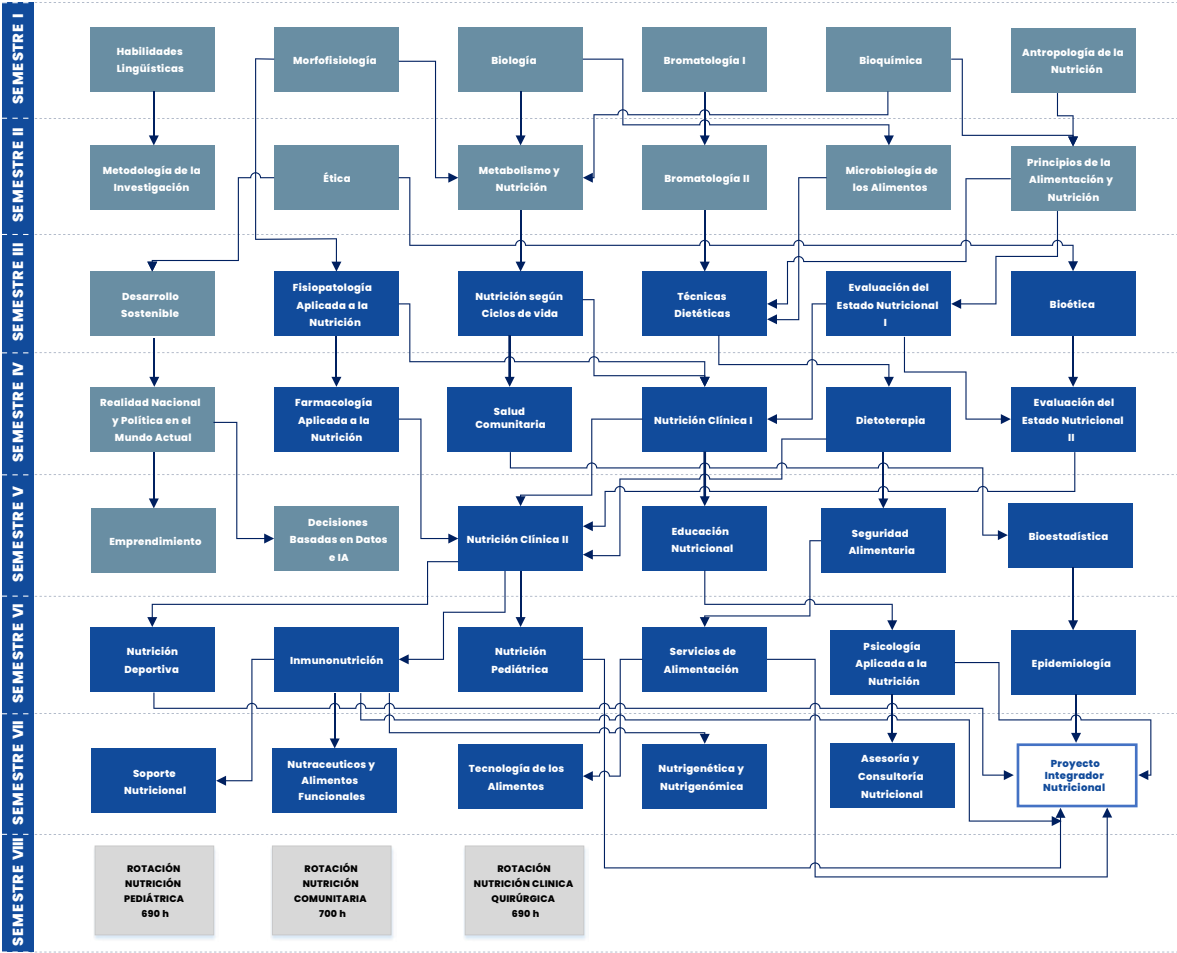 SEMESTRE I
Habilidades
Lingüísticas
Morfofisiología
Biología
Bromatología I
Bioquímica
Antropología de la
Nutrición
SEMESTRE II
Metodología de la
Investigación
Ética
Metabolismo y
Nutrición
Bromatología II
Microbiología de
los Alimentos
Principios de la
Alimentación y
Nutrición
SEMESTRE III
Desarrollo
Sostenible
Fisiopatología
Aplicada a la
Nutrición
Nutrición según
Ciclos de vida
Técnicas
Dietéticas
Evaluación del
Estado Nutricional
I
Bioética
SEMESTRE IV
Realidad Nacional
y Política en el
Mundo Actual
Farmacología
Aplicada a la
Nutrición
Salud
Comunitaria
Nutrición Clínica I
Dietoterapia
Evaluación del
Estado Nutricional
II
SEMESTRE V
Emprendimiento
Decisiones
Basadas en Datos
e IA
Nutrición Clínica II
Educación
Nutricional
Seguridad
Alimentaria
Bioestadística
SEMESTRE VI
Nutrición
Deportiva
Inmunonutrición
Nutrición
Pediátrica
Servicios de
Alimentación
Psicología
Aplicada a la
Nutrición
Epidemiología
SEMESTRE VII
Soporte
Nutricional
Nutraceuticos y
Alimentos
Funcionales
Tecnología de los
Alimentos
Nutrigenética y
Nutrigenómica
Asesoría y
Consultoría
Nutricional
Proyecto
Integrador
Nutricional
SEMESTRE VIII
ROTACIÓN
NUTRICIÓN
PEDIÁTRICA
690 h
ROTACIÓN
NUTRICIÓN
COMUNITARIA
700 h
ROTACIÓN
NUTRICIÓN CLINICA
QUIRÚRGICA
690 h